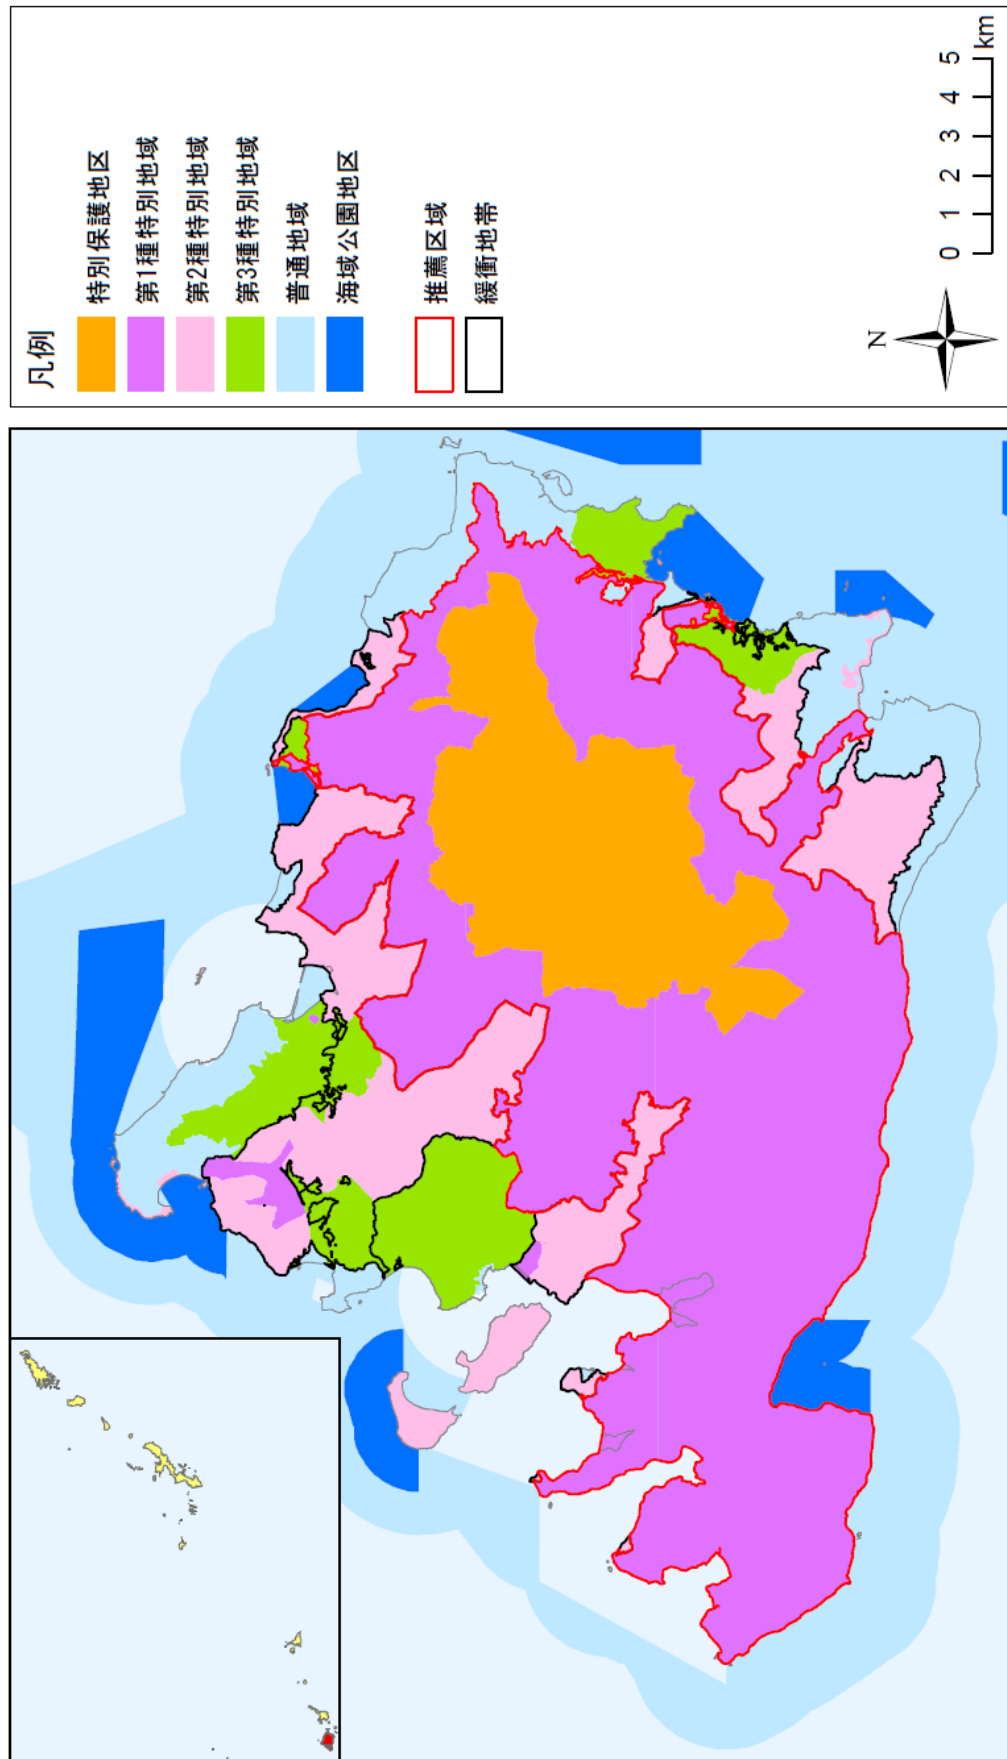 凡例
特別保護地区
第1種特別地域
第2種特別地域
第3種特別地域
普通地域
海域公園地区
推薦区域
緩衝地帯
N
0 1 2 3 4 5
km